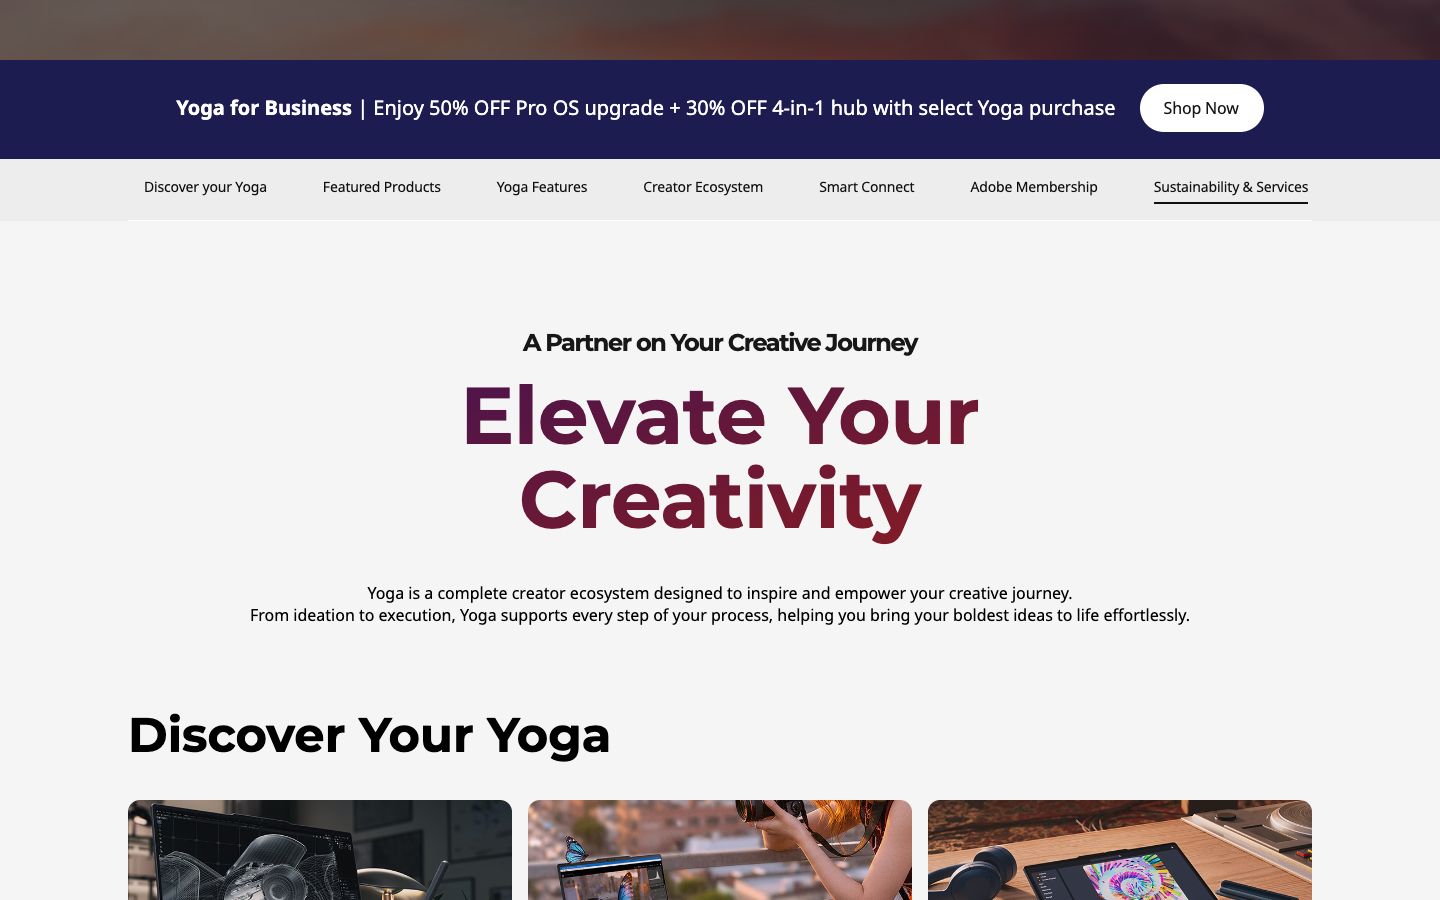 Yoga for Business | Enjoy 50% OFF Pro OS upgrade + 30% OFF 4-in-1 hub with select Yoga purchase
Shop Now
Discover your Yoga
Featured Products
Yoga Features
Creator Ecosystem
Smart Connect
Adobe Membership
Sustainability & Services
A Partner on Your Creative Journey
Elevate Your
Creativity
Yoga is a complete creator ecosystem designed to inspire and empower your creative journey.
From ideation to execution, Yoga supports every step of your process, helping you bring your boldest ideas to life effortlessly.
Discover Your Yoga